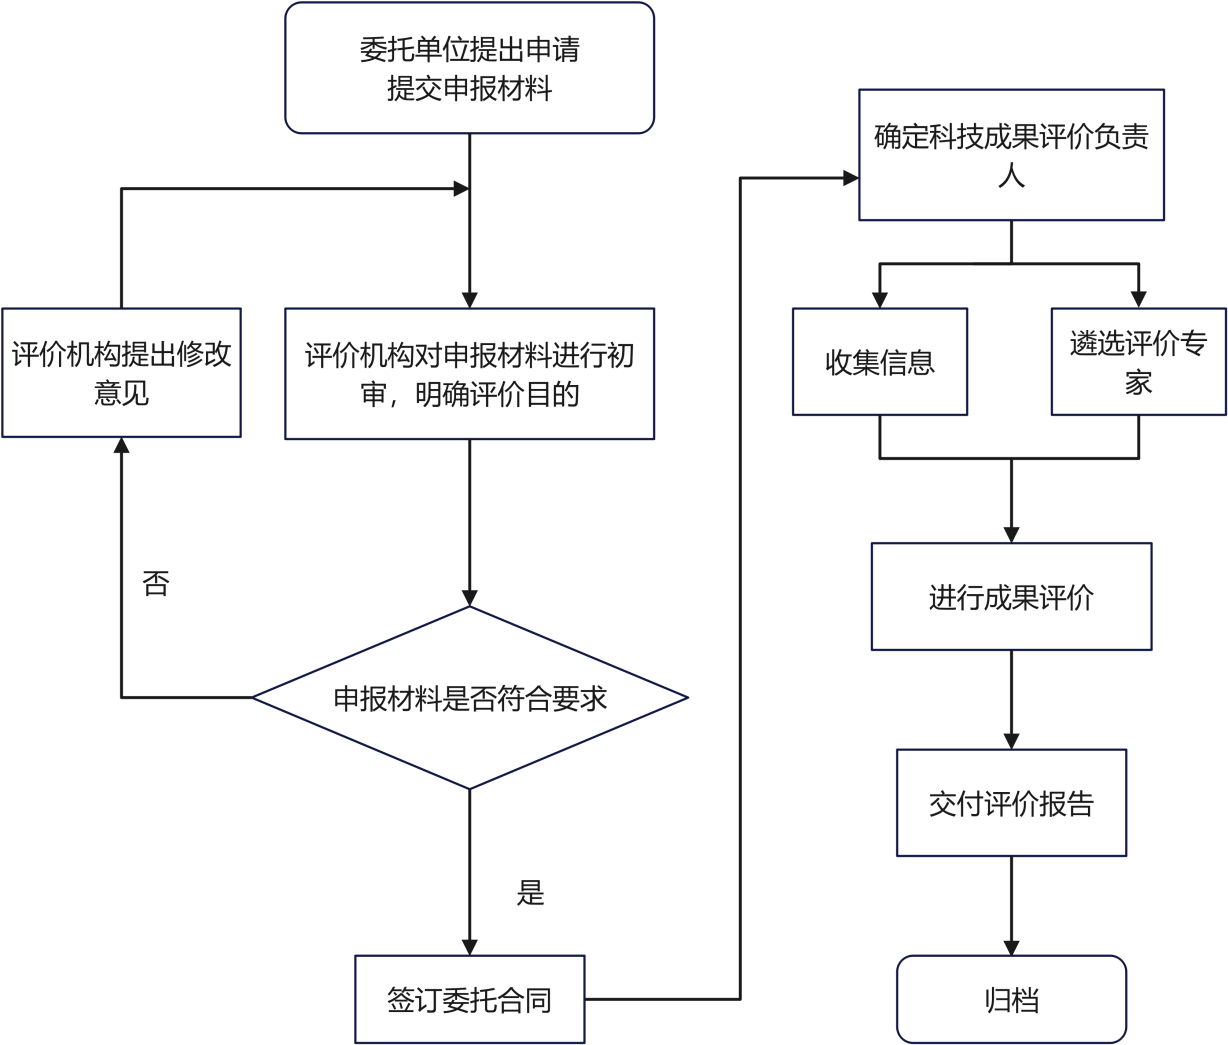 委托单位提出申请
提交申报材料
评价机构提出修改
意见
评价机构对申报材料进行初
审，明确评价目的
否
申报材料是否符合要求
是
签订委托合同
确定科技成果评价负责
人
收集信息
遴选评价专
家
进行成果评价
交付评价报告
归档